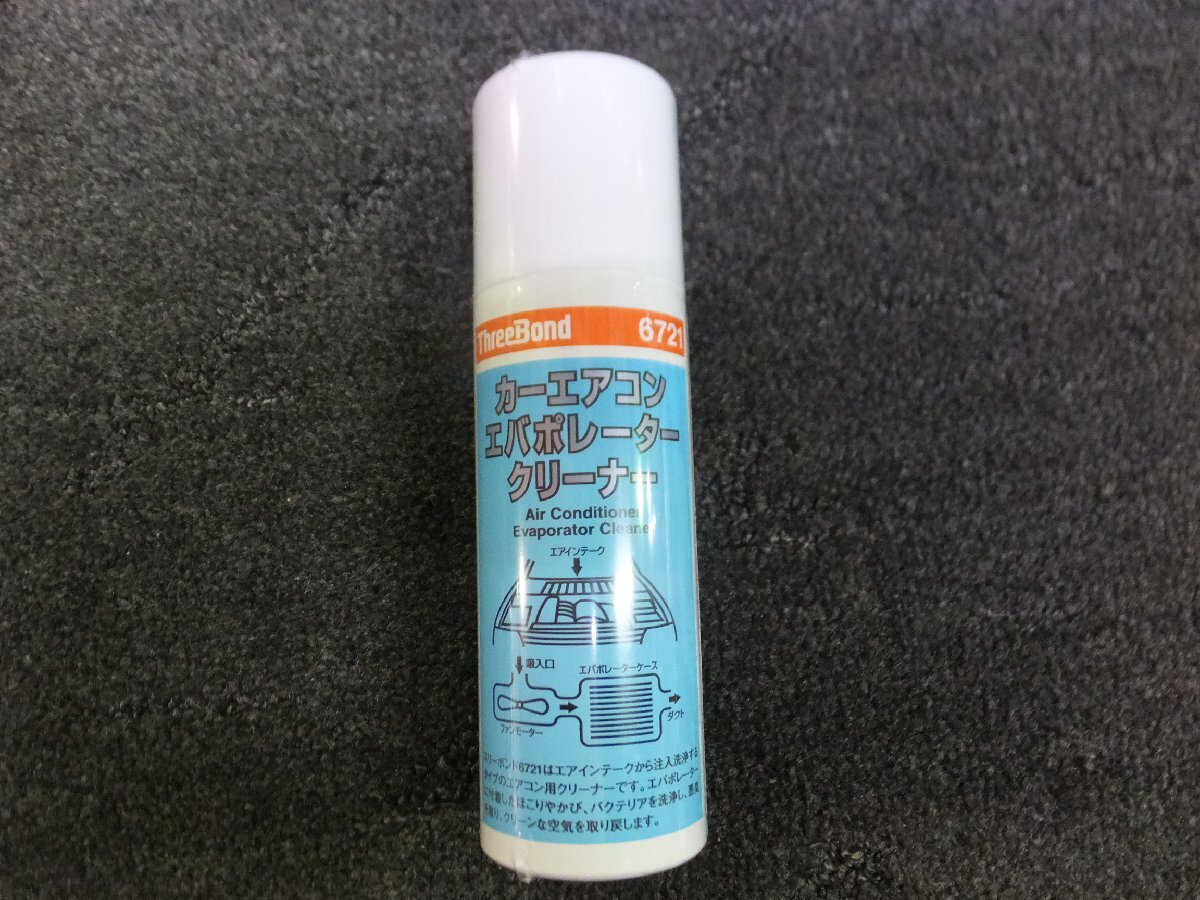 ThreeBond 6721
カーエアコン
エバポレーター
クリーナー
Air Conditioner
Evaporator Cleaner
エアインテーク
吸入口 エバポレーターケース
ファンモーター ダクト
スリーボンド6721はエアインテークから注入洗浄する
タイプのエアコン用クリーナーです。エバポレーター
に付着したほこりやかび、バクテリアを洗浄し、悪臭
を取り、クリーンな空気を取り戻します。